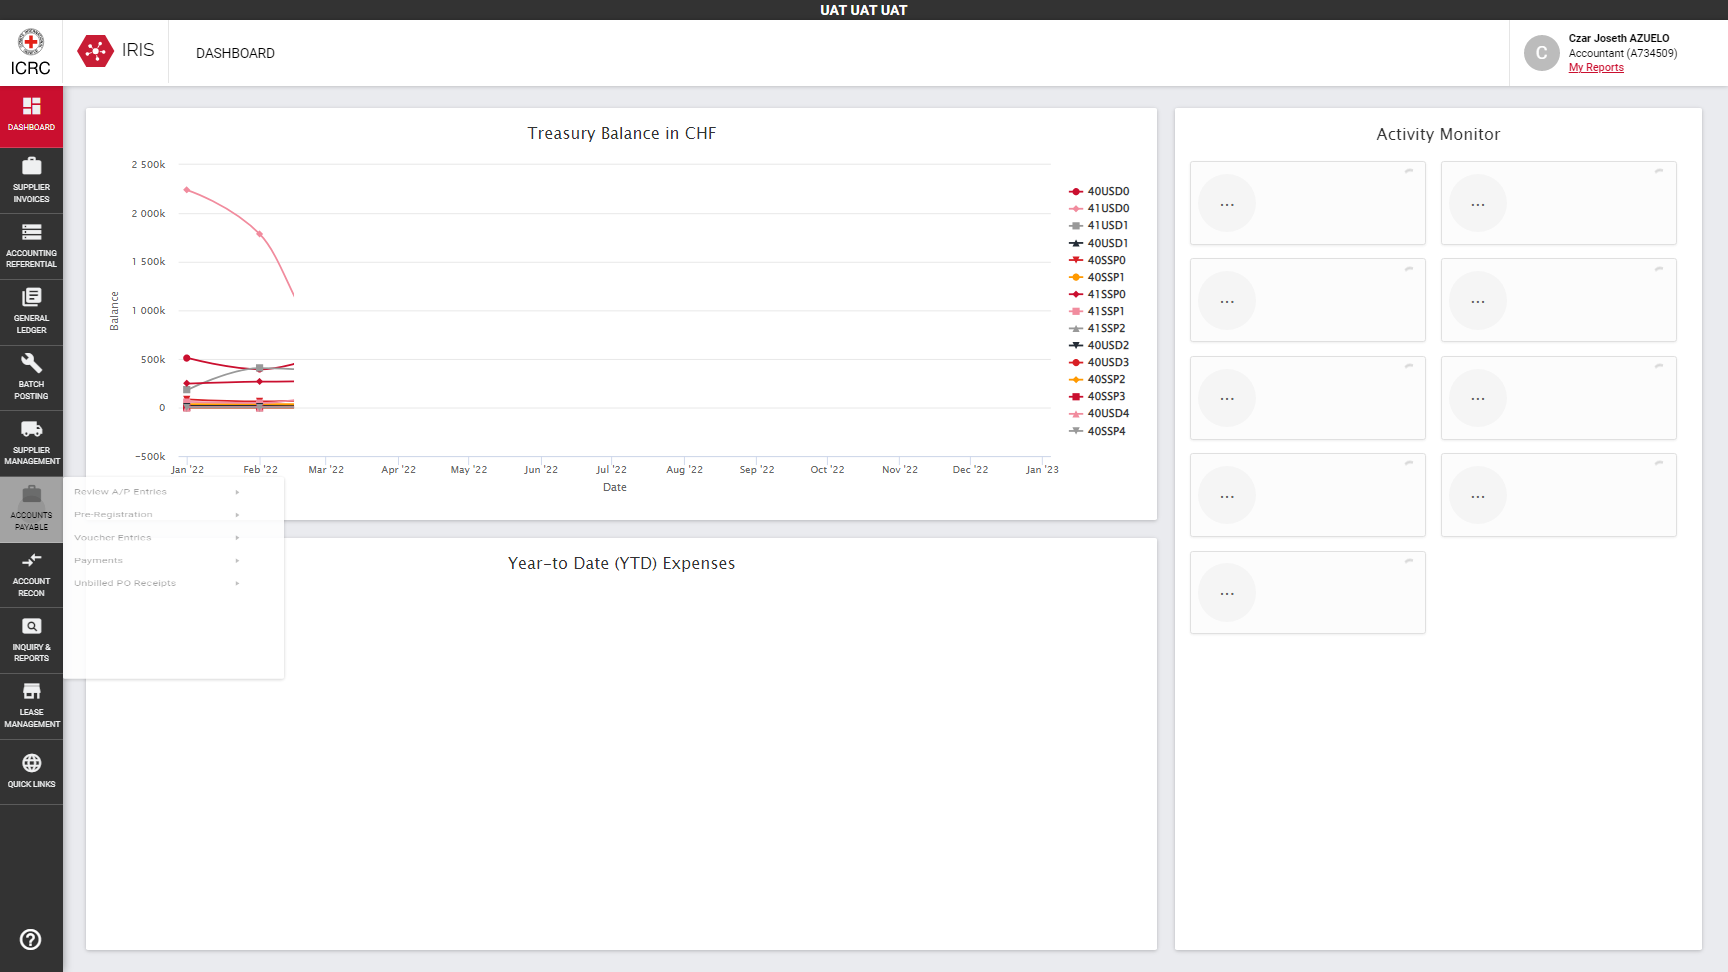 UAT UAT UAT
ICRC
IRIS
DASHBOARD
Czar Joseth AZUELO
Accountant (A734509)
My Reports
C
DASHBOARD
SUPPLIER
INVOICES
ACCOUNTING
REFERENTIAL
GENERAL
LEDGER
BATCH
POSTING
SUPPLIER
MANAGEMENT
ACCOUNTS
PAYABLE
ACCOUNT
RECON
INQUIRY &
REPORTS
LEASE
MANAGEMENT
QUICK LINKS
Review A/P Entries
Pre-Registration
Voucher Entries
Payments
Unbilled PO Receipts
Treasury Balance in CHF
Balance
2 500k
2 000k
1 500k
1 000k
500k
0
-500k
Jan '22
Feb '22
Mar '22
Apr '22
May '22
Jun '22
Jul '22
Aug '22
Sep '22
Oct '22
Nov '22
Dec '22
Jan '23
Date
40USD0
41USD0
41USD1
40USD1
40SSP0
40SSP1
41SSP0
41SSP1
41SSP2
40USD2
40USD3
40SSP2
40SSP3
40USD4
40SSP4
Year-to Date (YTD) Expenses
Activity Monitor
...
...
...
...
...
...
...
...
...